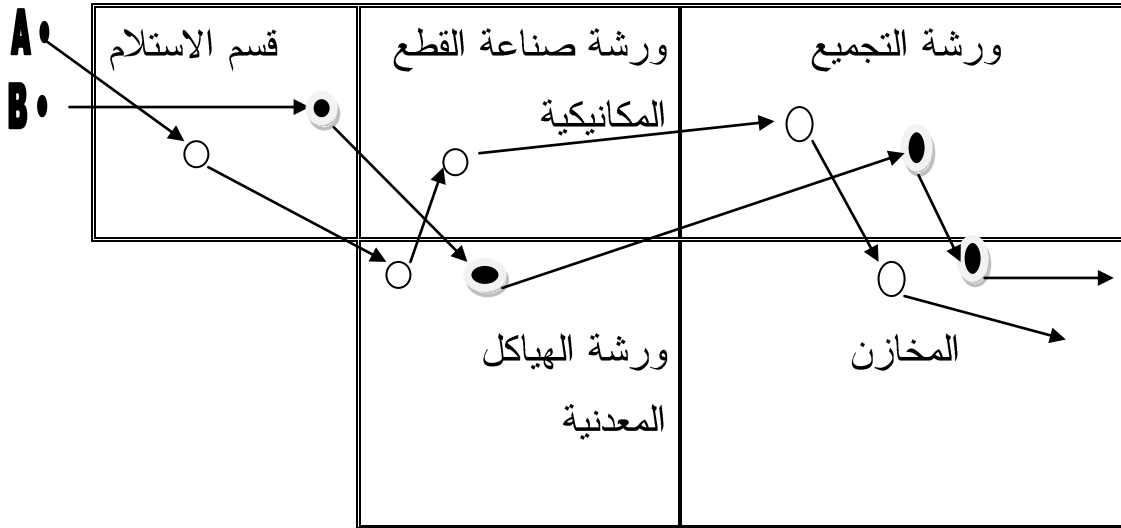 A
B
قسم الاستلام
ورشة صناعة القطع
المكانيكية
ورشة التجميع
ورشة الهياكل
المعدنية
المخازن